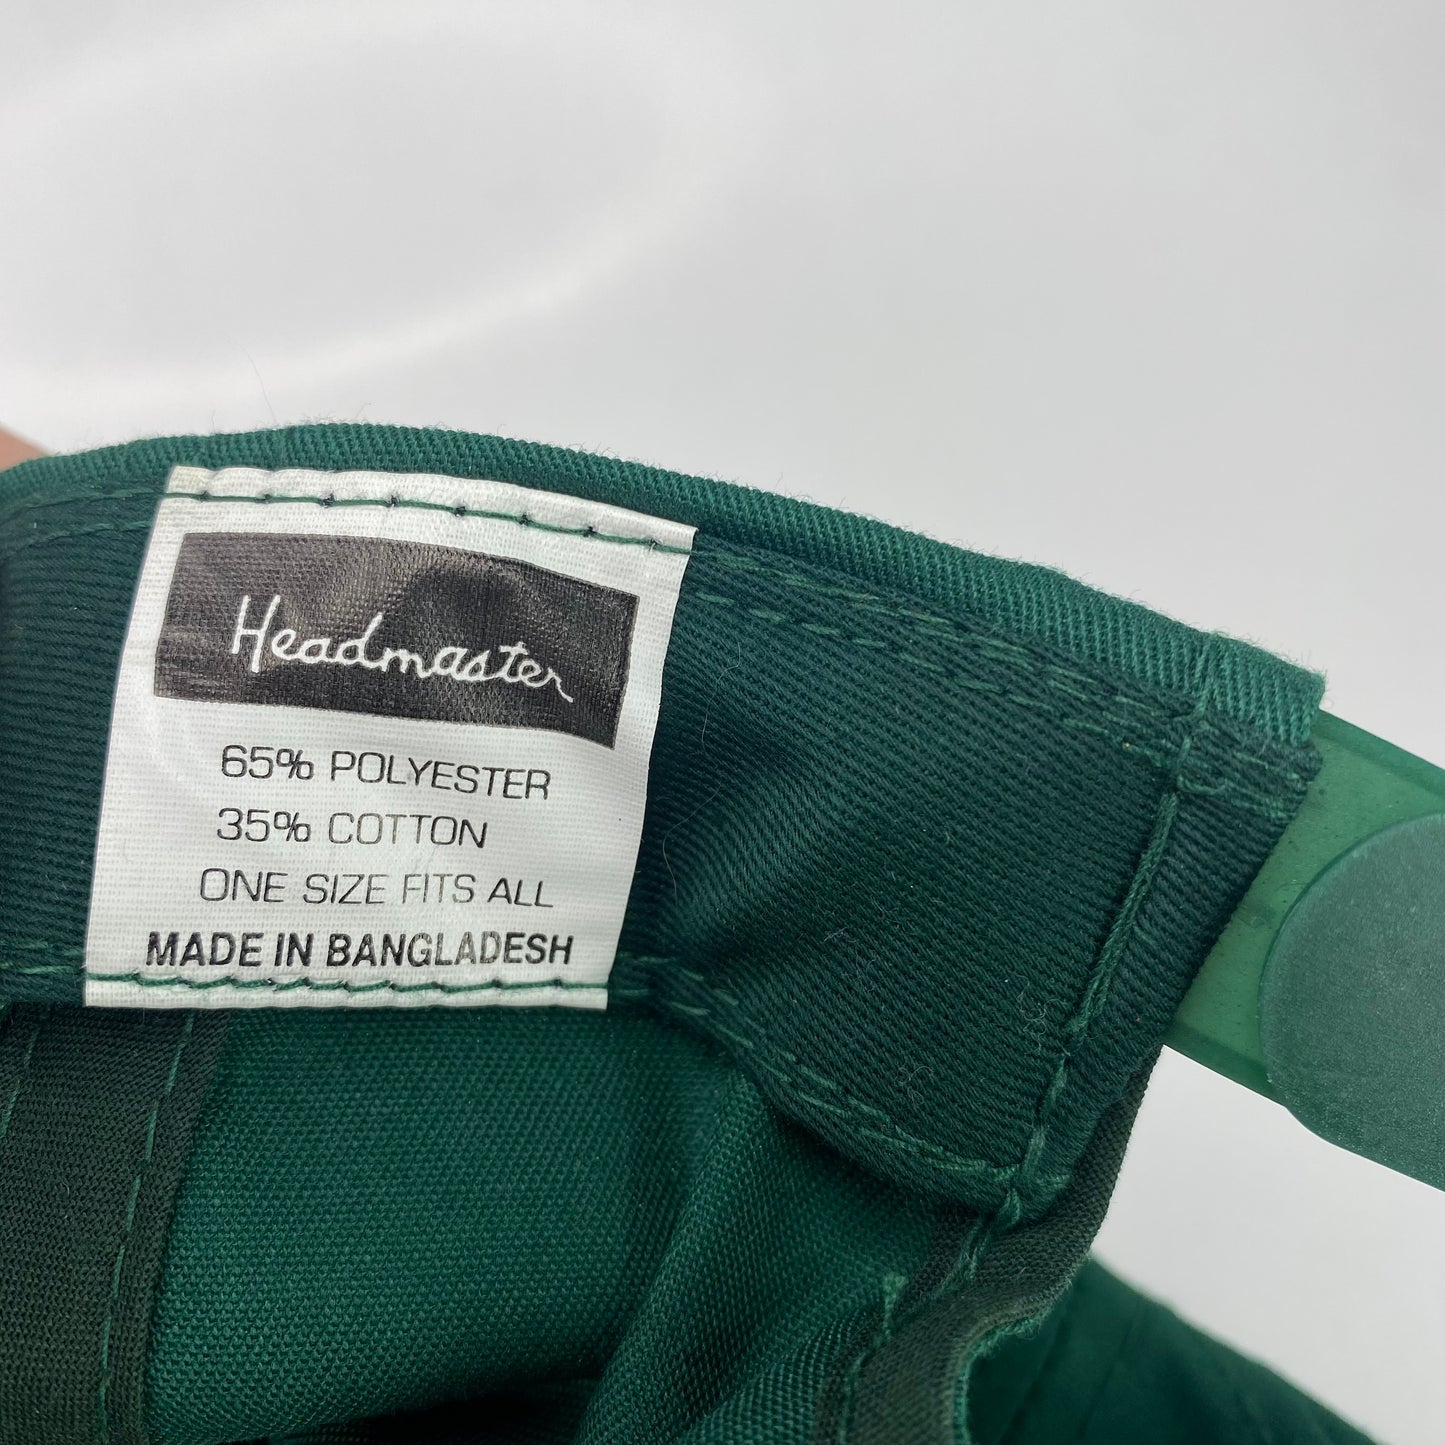 Headmaster
65% POLYESTER
35% COTTON
ONE SIZE FITS ALL
MADE IN BANGLADESH